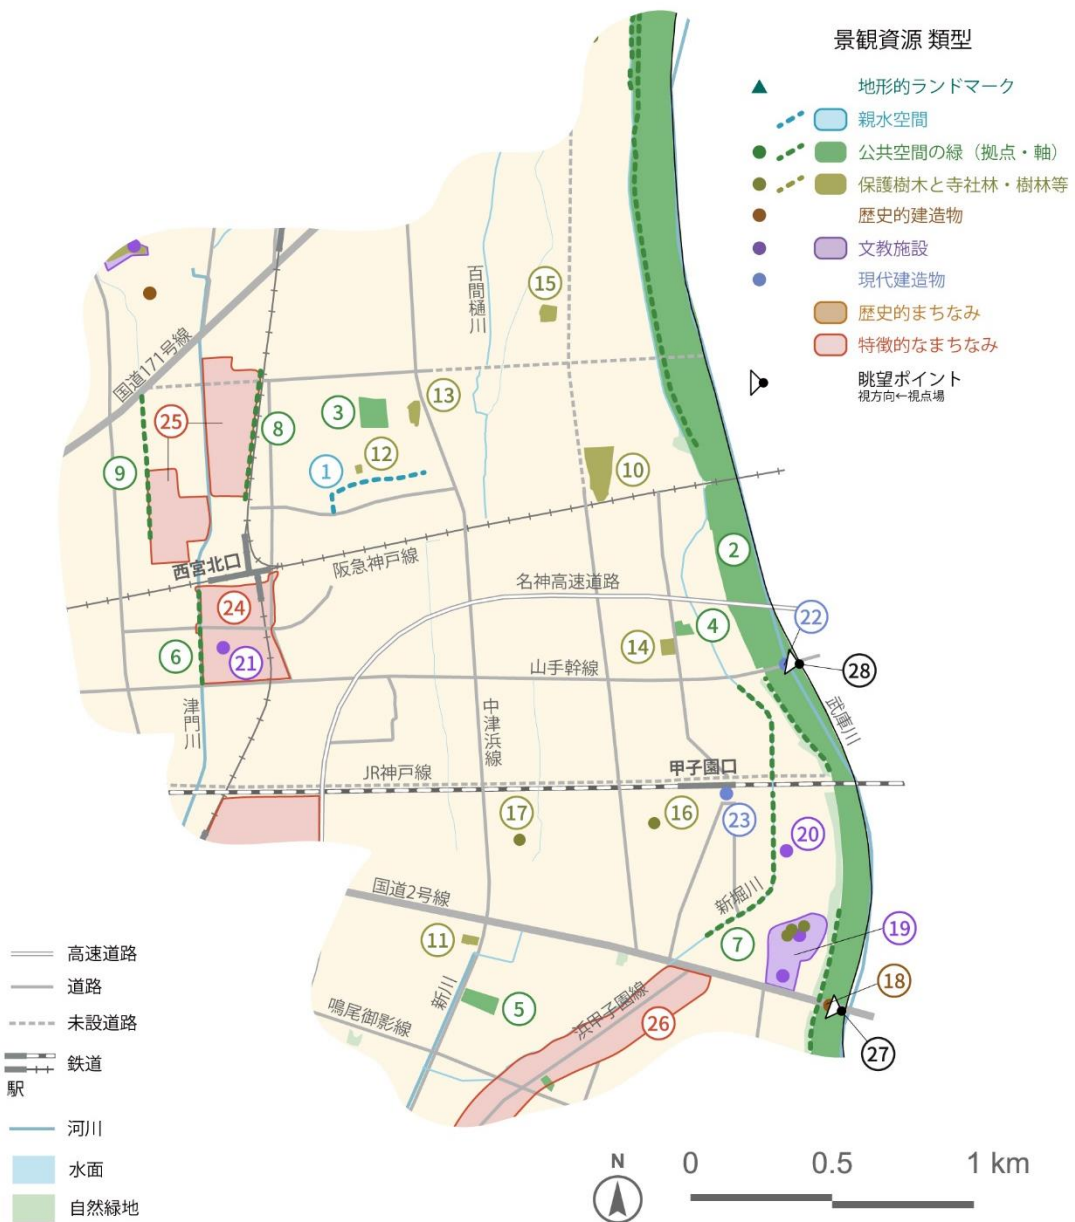 景観資源 類型
地形的ランドマーク
親水空間
公共空間の緑（拠点・軸）
保護樹木と寺社林・樹林等
歴史的建造物
文教施設
現代建造物
歴史的まちなみ
特徴的なまちなみ
眺望ポイント
視方向←視点場
百間樋川
15
国道171号線
13
3
25
8
12
1
9
10
2
西宮北口
阪急神戸線
名神高速道路
24
22
4
14
6
21
山手幹線
28
津門川
中津浜線
武庫川
JR神戸線
甲子園口
17
16
23
20
国道2号線
新堀川
7
19
11
18
新川
5
浜甲子園線
26
鳴尾御影線
27
高速道路
道路
未設道路
鉄道
駅
河川
水面
自然緑地
N
0 0.5 1 km